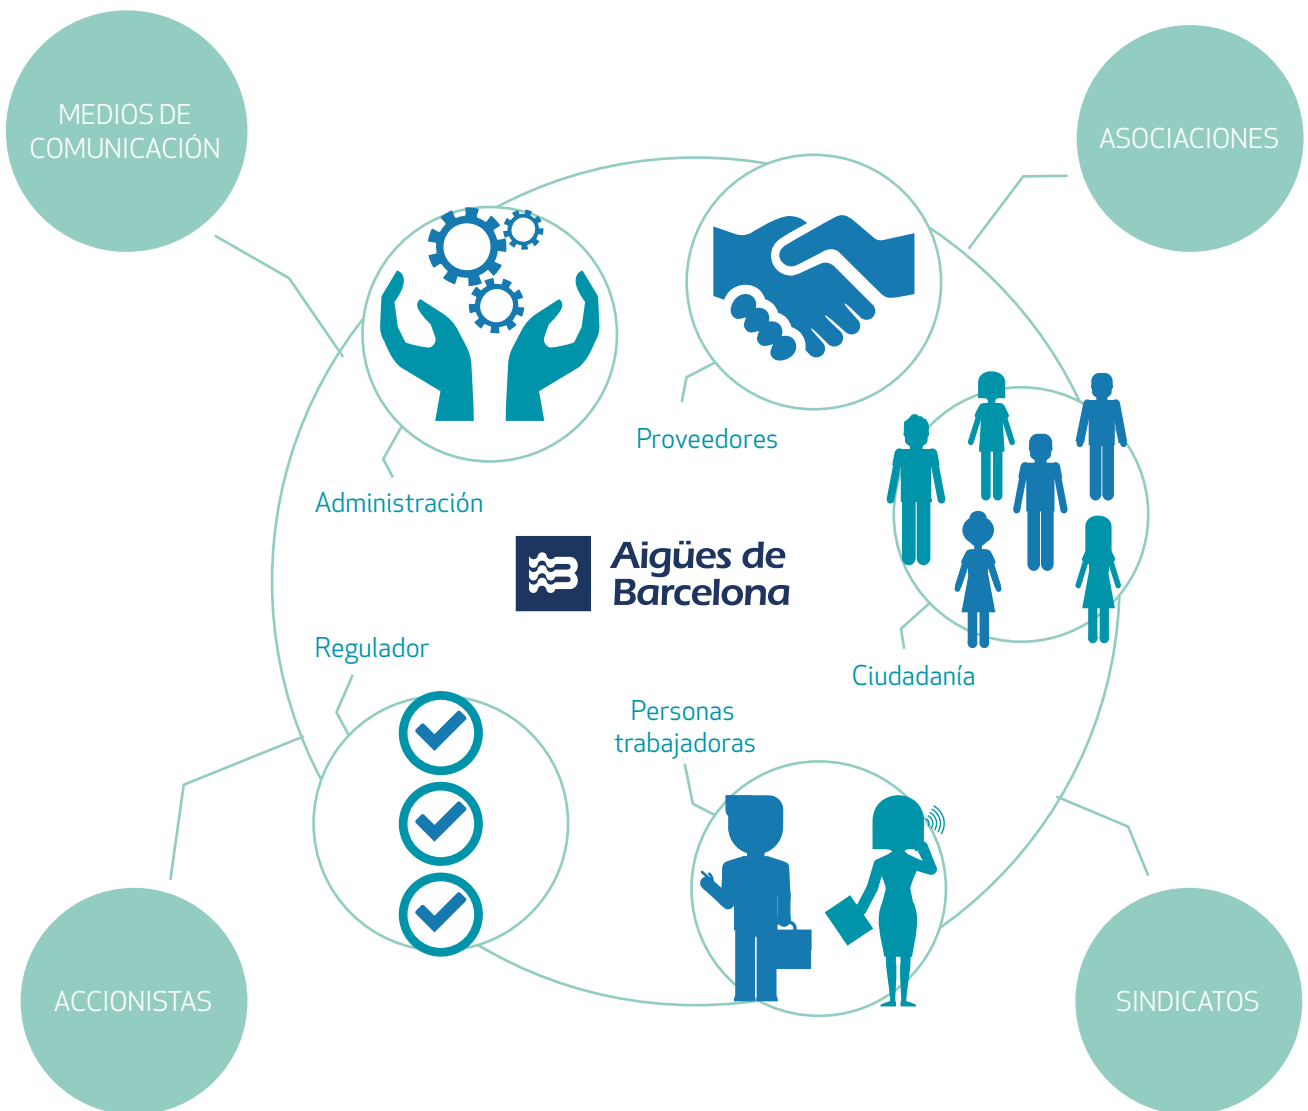 MEDIOS DE
COMUNICACIÓN
ASOCIACIONES
Proveedores
Administración
Aigües de
Barcelona
Regulador
Ciudadanía
Personas
trabajadoras
ACCIONISTAS
SINDICATOS